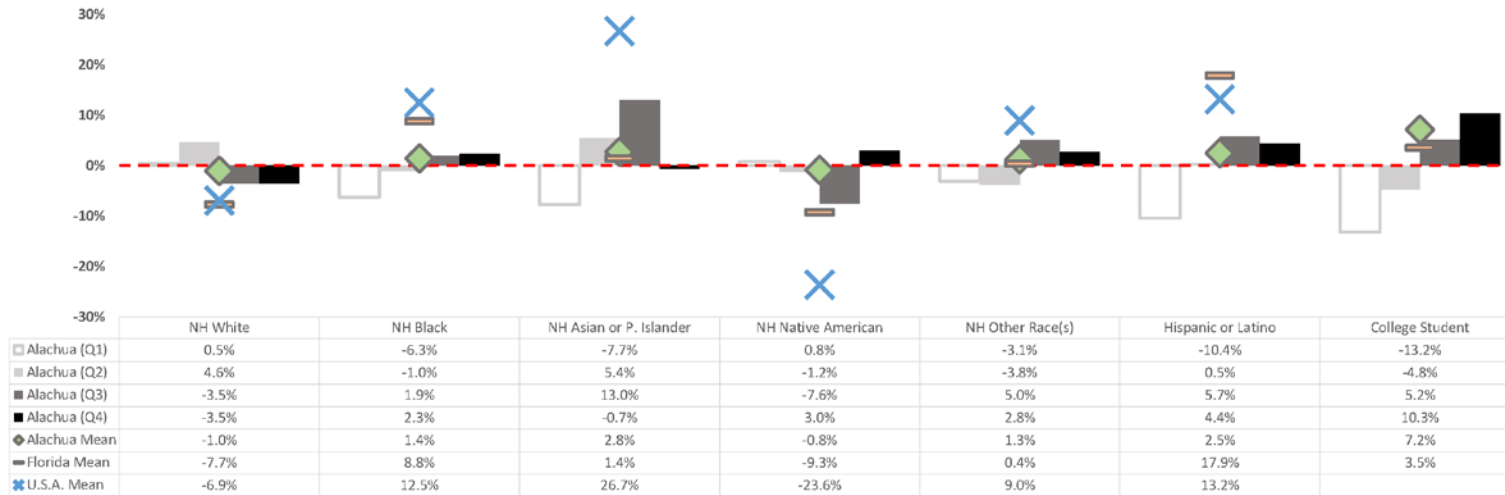 30%
20%
10%
0%
-10%
-20%
-30%
NH White NH Black NH Asian or P. Islander NH Native American NH Other Race(s) Hispanic or Latino College Student
Alachua (Q1) 0.5% -6.3% -7.7% 0.8% -3.1% -10.4% -13.2%
Alachua (Q2) 4.6% -1.0% 5.4% -1.2% -3.8% 0.5% -4.8%
Alachua (Q3) -3.5% 1.9% 13.0% -7.6% 5.0% 5.7% 5.2%
Alachua (Q4) -3.5% 2.3% -0.7% 3.0% 2.8% 4.4% 10.3%
Alachua Mean -1.0% 1.4% 2.8% -0.8% 1.3% 2.5% 7.2%
Florida Mean -7.7% 8.8% 1.4% -9.3% 0.4% 17.9% 3.5%
U.S.A. Mean -6.9% 12.5% 26.7% -23.6% 9.0% 13.2%